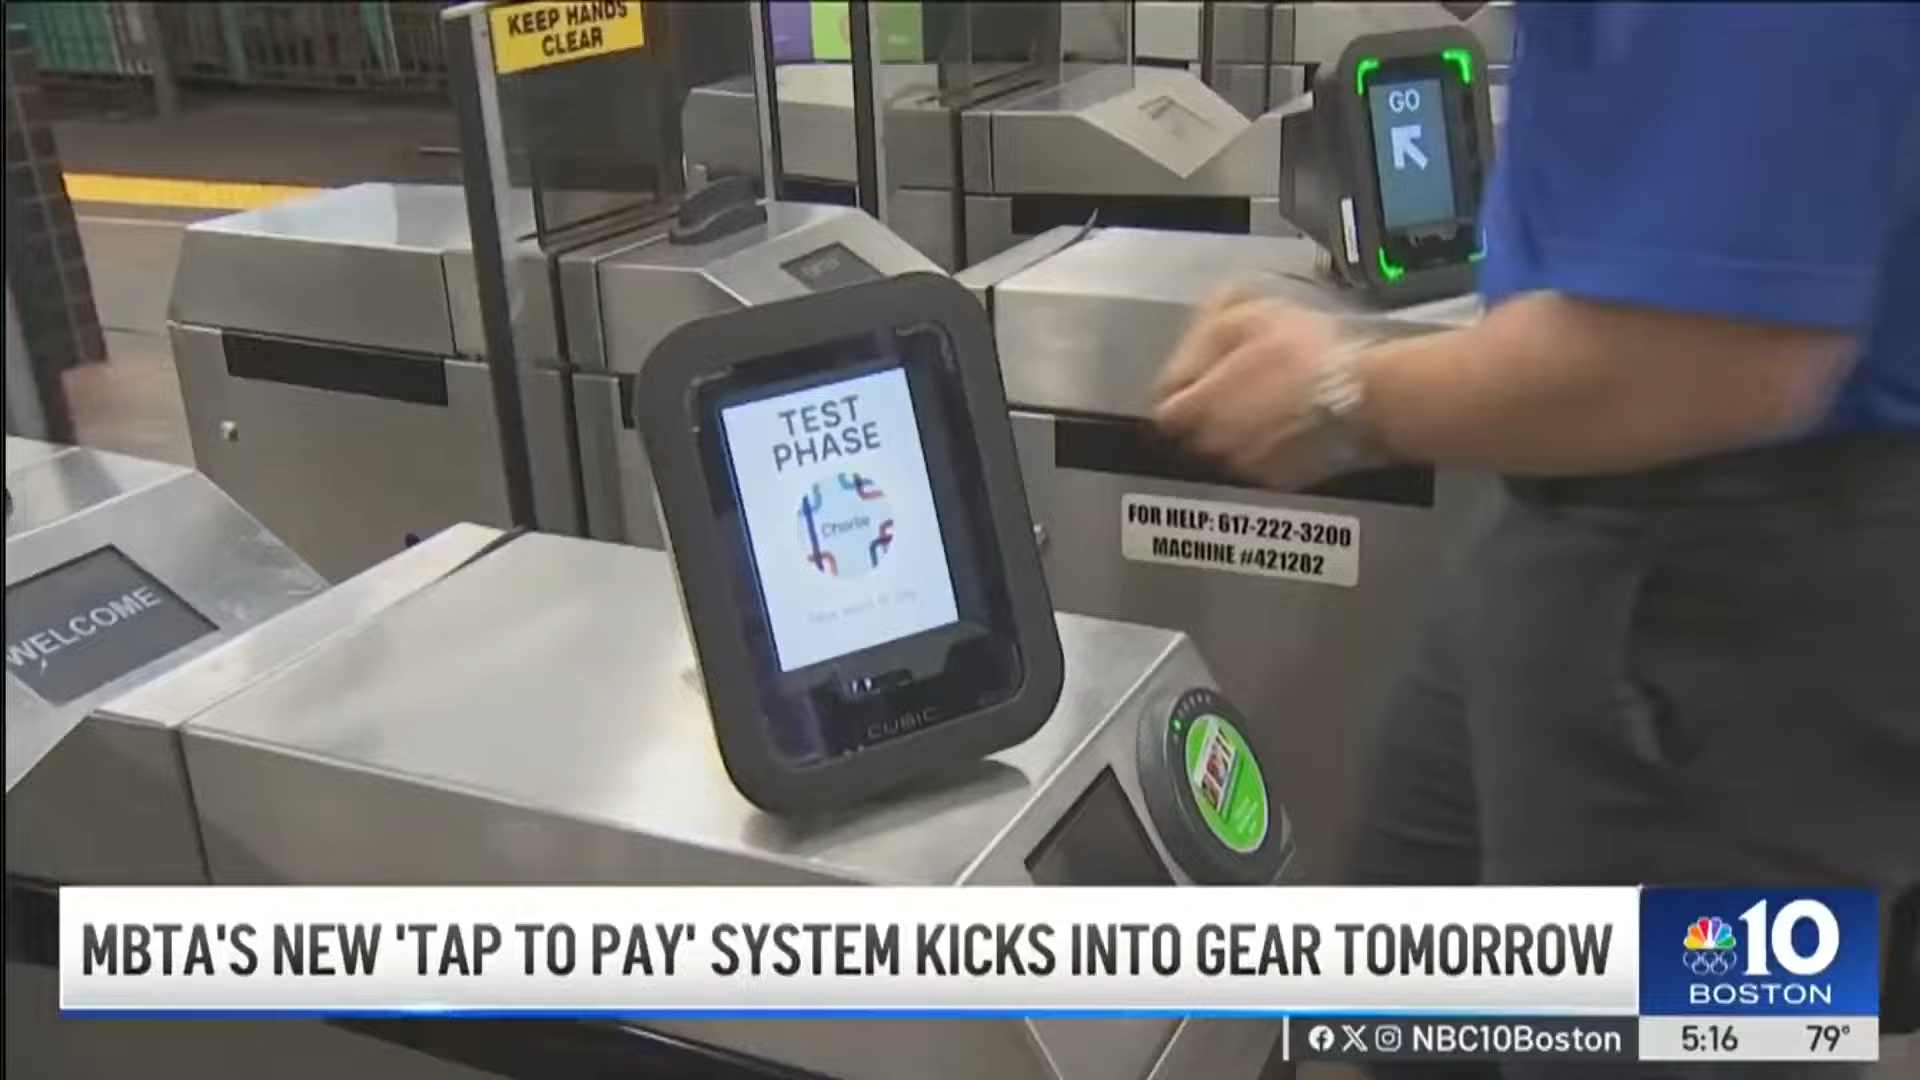 KEEP HANDS
CLEAR
GO
TEST
PHASE
Charlie
CUBIC
WELCOME
FOR HELP: 617-222-3200
MACHINE #421282
MBTA'S NEW 'TAP TO PAY' SYSTEM KICKS INTO GEAR TOMORROW
10
BOSTON
NBC10Boston
5:16 79°